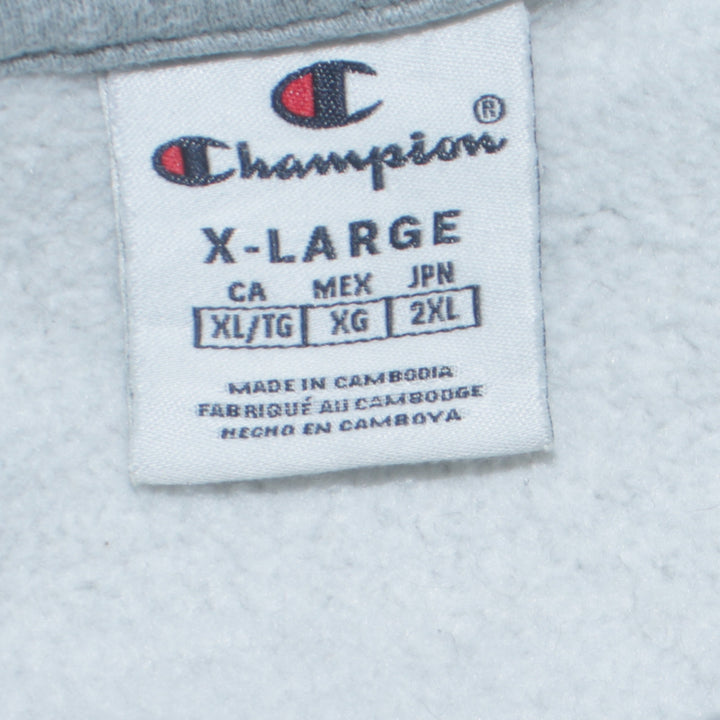 Champion®
X-LARGE
CA MEX JPN
XL/TG XG 2XL
MADE IN CAMBODIA
FABRIQUÉ AU CAMBODGE
HECHO EN CAMBOYA